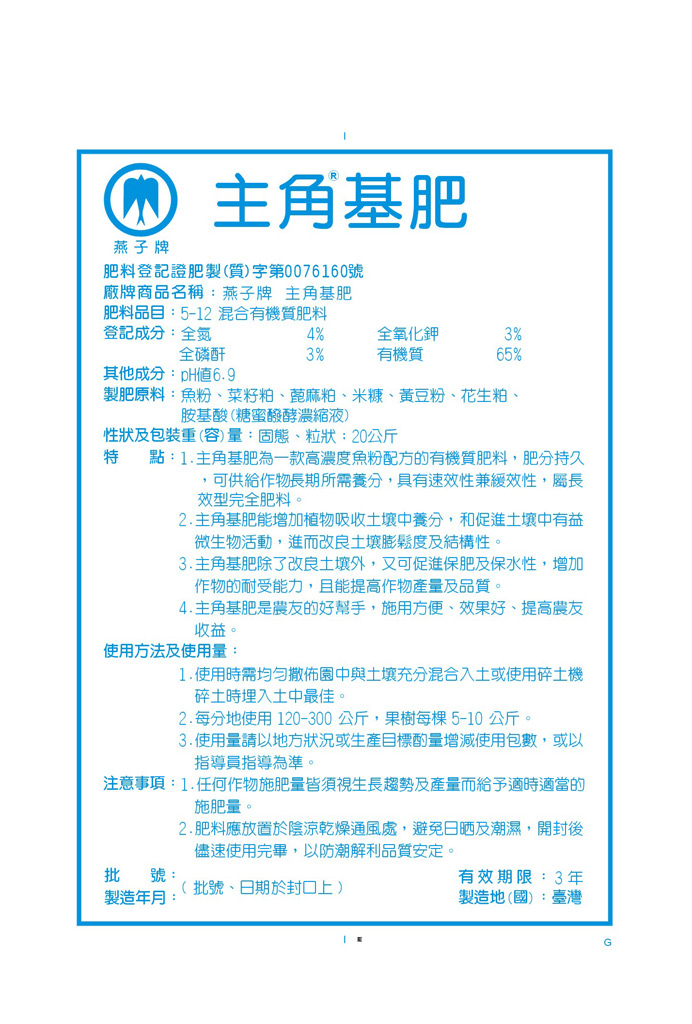 主角®基肥
燕子牌
肥料登記證肥製(質)字第0076160號
廠牌商品名稱：燕子牌 主角基肥
肥料品目：5-12 混合有機質肥料
登記成分：全氮 4% 全氧化鉀 3%
全磷酐 3% 有機質 65%
其他成分：pH值6.9
製肥原料：魚粉、菜籽粕、蓖麻粕、米糠、黃豆粉、花生粕、
胺基酸(糖蜜醱酵濃縮液)
性狀及包裝重(容)量：固態、粒狀：20公斤
特 點：1.主角基肥為一款高濃度魚粉配方的有機質肥料，肥分持久
，可供給作物長期所需養分，具有速效性兼緩效性，屬長
效型完全肥料。
2.主角基肥能增加植物吸收土壤中養分，和促進土壤中有益
微生物活動，進而改良土壤膨鬆度及結構性。
3.主角基肥除了改良土壤外，又可促進保肥及保水性，增加
作物的耐受能力，且能提高作物產量及品質。
4.主角基肥是農友的好幫手，施用方便、效果好、提高農友
收益。
使用方法及使用量：
1.使用時需均勻撒佈園中與土壤充分混合入土或使用碎土機
碎土時埋入土中最佳。
2.每分地使用 120-300 公斤，果樹每棵 5-10 公斤。
3.使用量請以地方狀況或生產目標酌量增減使用包數，或以
指導員指導為準。
注意事項：1.任何作物施肥量皆須視生長趨勢及產量而給予適時適當的
施肥量。
2.肥料應放置於陰涼乾燥通風處，避免日晒及潮濕，開封後
儘速使用完畢，以防潮解利品質安定。
批 號：
製造年月：(批號、日期於封口上)
有效期限：3年
製造地(國)：臺灣
G